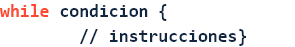 while condicion {
        // instrucciones}